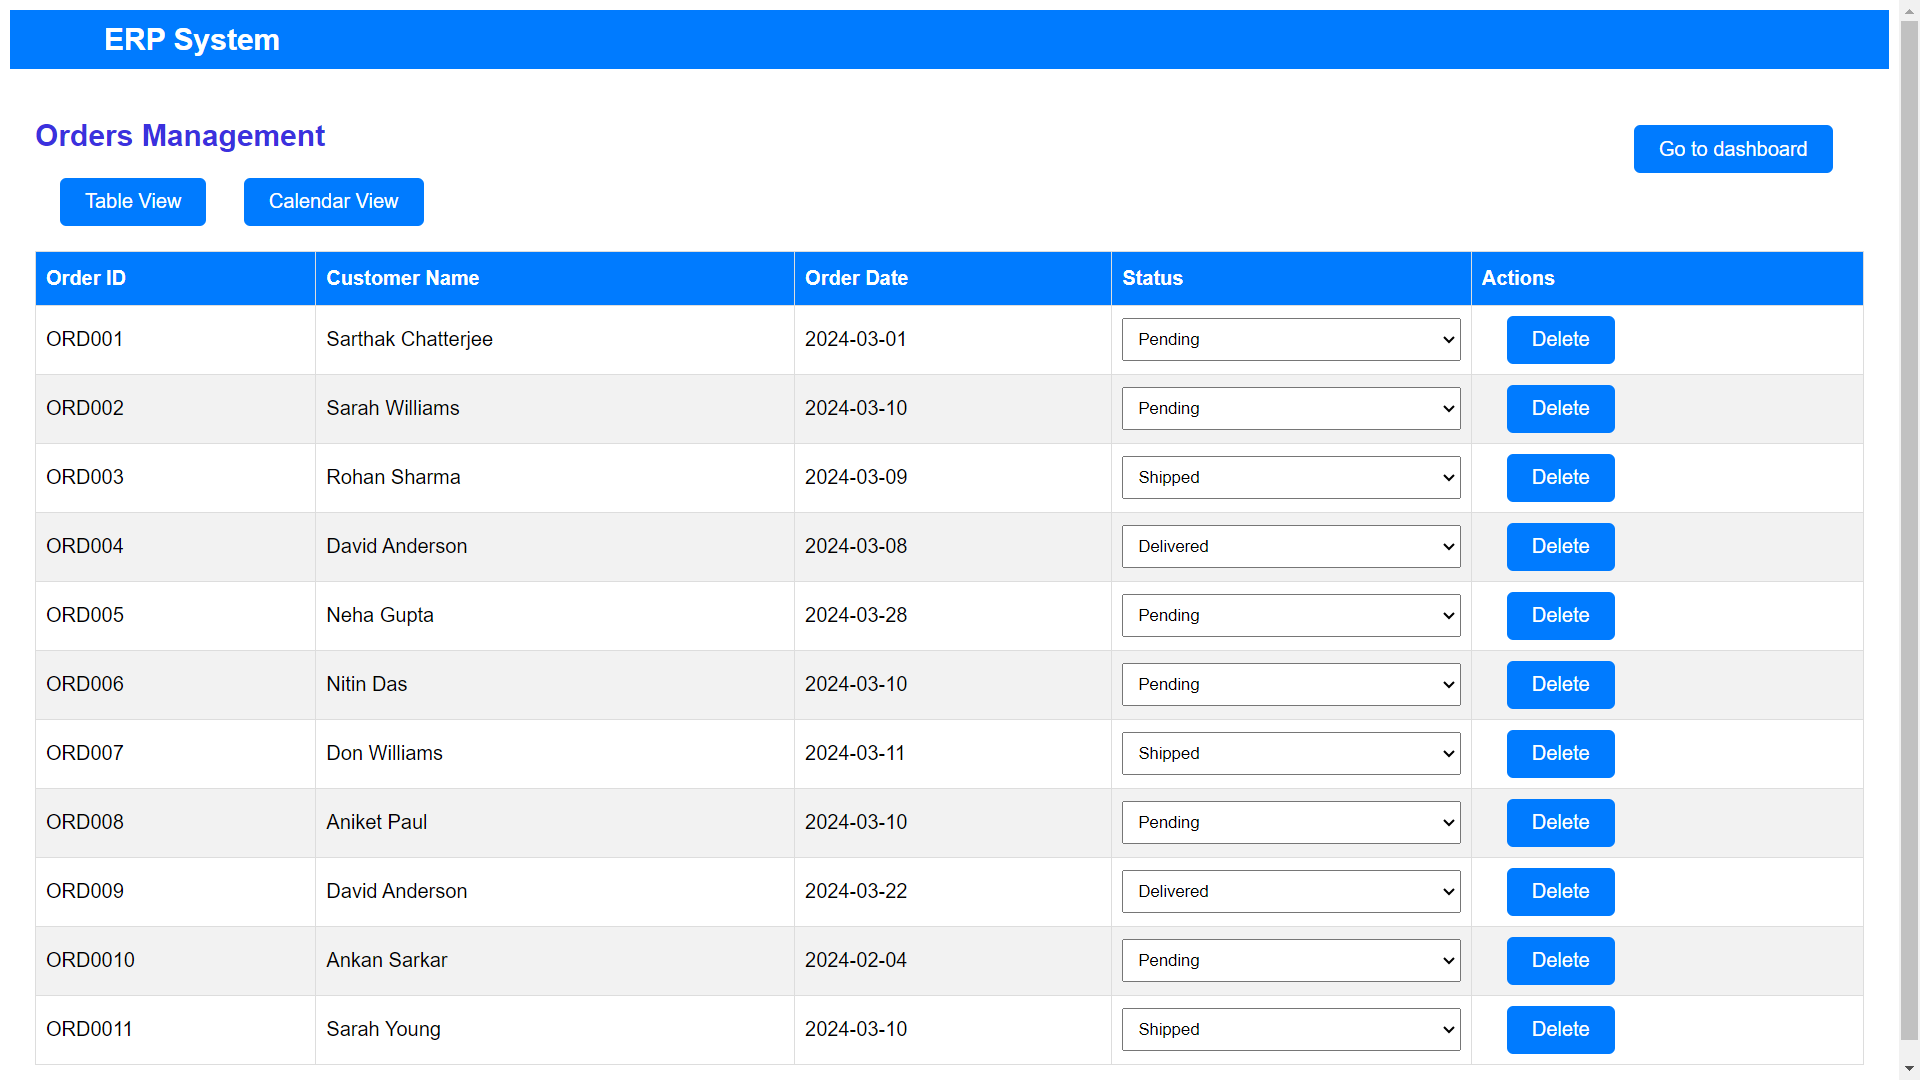 ERP System
Orders Management
Go to dashboard
Table View Calendar View
Order ID Customer Name Order Date Status Actions
ORD001 Sarthak Chatterjee 2024-03-01 Pending Delete
ORD002 Sarah Williams 2024-03-10 Pending Delete
ORD003 Rohan Sharma 2024-03-09 Shipped Delete
ORD004 David Anderson 2024-03-08 Delivered Delete
ORD005 Neha Gupta 2024-03-28 Pending Delete
ORD006 Nitin Das 2024-03-10 Pending Delete
ORD007 Don Williams 2024-03-11 Shipped Delete
ORD008 Aniket Paul 2024-03-10 Pending Delete
ORD009 David Anderson 2024-03-22 Delivered Delete
ORD0010 Ankan Sarkar 2024-02-04 Pending Delete
ORD0011 Sarah Young 2024-03-10 Shipped Delete